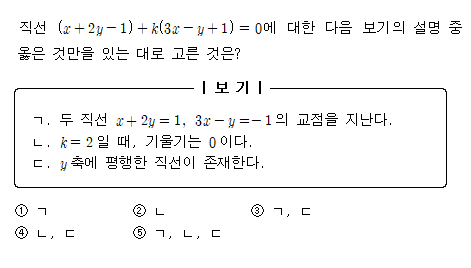 직선 (x+2y-1)+k(3x-y+1)=0에 대한 다음 보기의 설명 중
옳은 것만을 있는 대로 고른 것은?
보 기
ㄱ. 두 직선 x+2y=1, 3x-y=-1의 교점을 지난다.
ㄴ. k=2일 때, 기울기는 0이다.
ㄷ. y축에 평행한 직선이 존재한다.
① ㄱ ② ㄴ ③ ㄱ, ㄷ
④ ㄴ, ㄷ ⑤ ㄱ, ㄴ, ㄷ